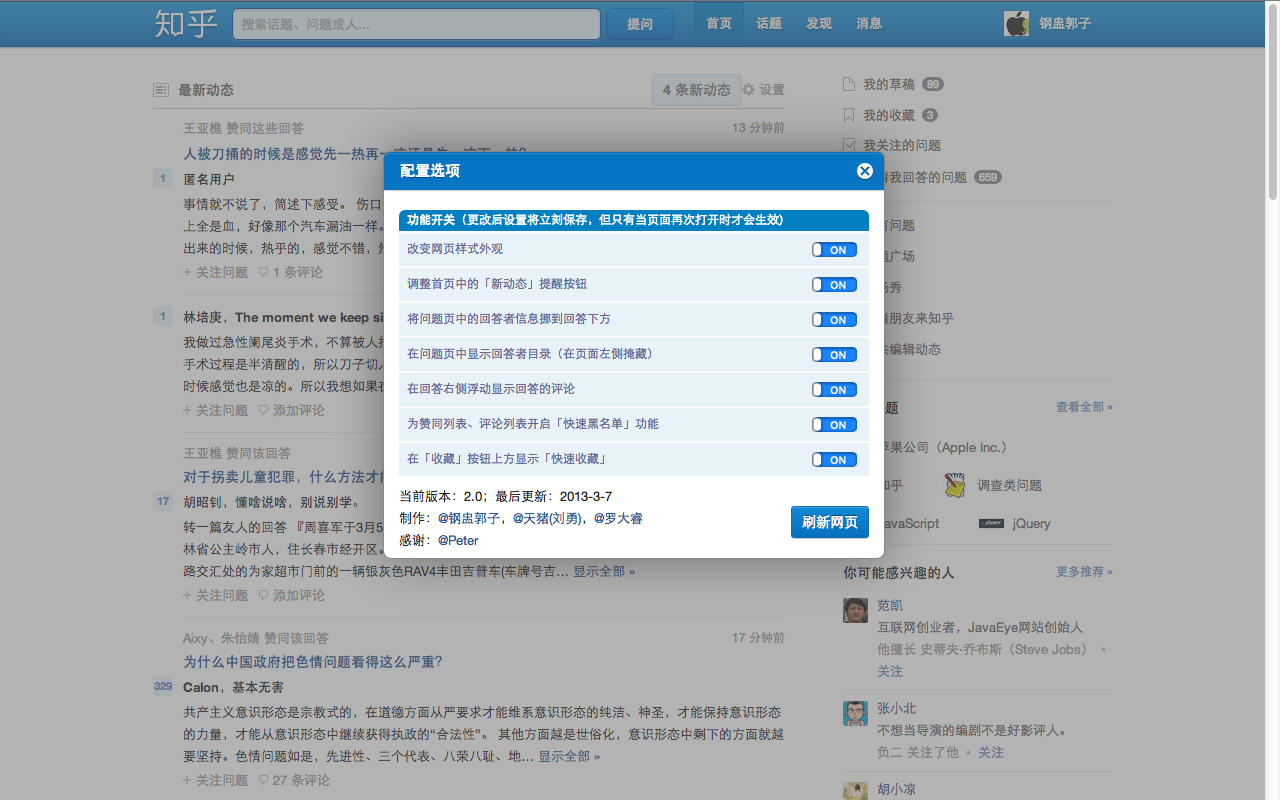 知乎
搜索话题、问题或人...
提问
首页
话题
发现
消息
钢盅郭子
最新动态
4 条新动态
设置
王亚樵 赞同这些回答
13 分钟前
人被刀捅的时候是感觉先一热再一
1
匿名用户
事情就不说了，简述下感受。 伤口
上全是血，好像那个汽车漏油一样。
出来的时候，热乎的，感觉不错，
+ 关注问题
1 条评论
1
林培庚，The moment we keep si
我做过急性阑尾炎手术，不算被人
手术过程是半清醒的，所以刀子切
时候感觉也是凉的。所以我想如果
+ 关注问题
添加评论
王亚樵 赞同该回答
对于拐卖儿童犯罪，什么方法才
17
胡昭钊，懂啥说啥，别说别学。
转一篇友人的回答 『周喜军于3月5
林省公主岭市人，住长春市经开区。
路交汇处的为家超市门前的一辆银灰色RAV4丰田吉普车(车牌号吉... 显示全部 »
+ 关注问题
添加评论
Aixy、朱怡婧 赞同该回答
17 分钟前
为什么中国政府把色情问题看得这么严重？
329
Calon，基本无害
共产主义意识形态是宗教式的，在道德方面从严要求才能维系意识形态的纯洁、神圣，才能保持意识形态
的力量，才能从意识形态中继续获得执政的“合法性”。 其他方面越是世俗化，意识形态中剩下的方面就越
要坚持。色情问题如是，先进性、三个代表、八荣八耻、地... 显示全部 »
+ 关注问题
27 条评论
配置选项
功能开关（更改后设置将立刻保存，但只有当页面再次打开时才会生效）
改变网页样式外观
ON
调整首页中的「新动态」提醒按钮
ON
将问题页中的回答者信息挪到回答下方
ON
在问题页中显示回答者目录（在页面左侧掩藏）
ON
在回答右侧浮动显示回答的评论
ON
为赞同列表、评论列表开启「快速黑名单」功能
ON
在「收藏」按钮上方显示「快速收藏」
ON
当前版本：2.0；最后更新：2013-3-7
制作：@钢盅郭子，@天猪(刘勇)，@罗大睿
感谢：@Peter
刷新网页
我的草稿 69
我的收藏 3
我关注的问题
我回答的问题 659
问题
广场
秀
朋友来知乎
编辑动态
题
查看全部 »
苹果公司（Apple Inc.）
知乎
调查类问题
JavaScript
jQuery
你可能感兴趣的人
更多推荐 »
范凯
互联网创业者，JavaEye网站创始人
他擅长 史蒂夫·乔布斯（Steve Jobs） •
关注
张小北
不想当导演的编剧不是好影评人。
负二 关注了他 • 关注
胡小凉